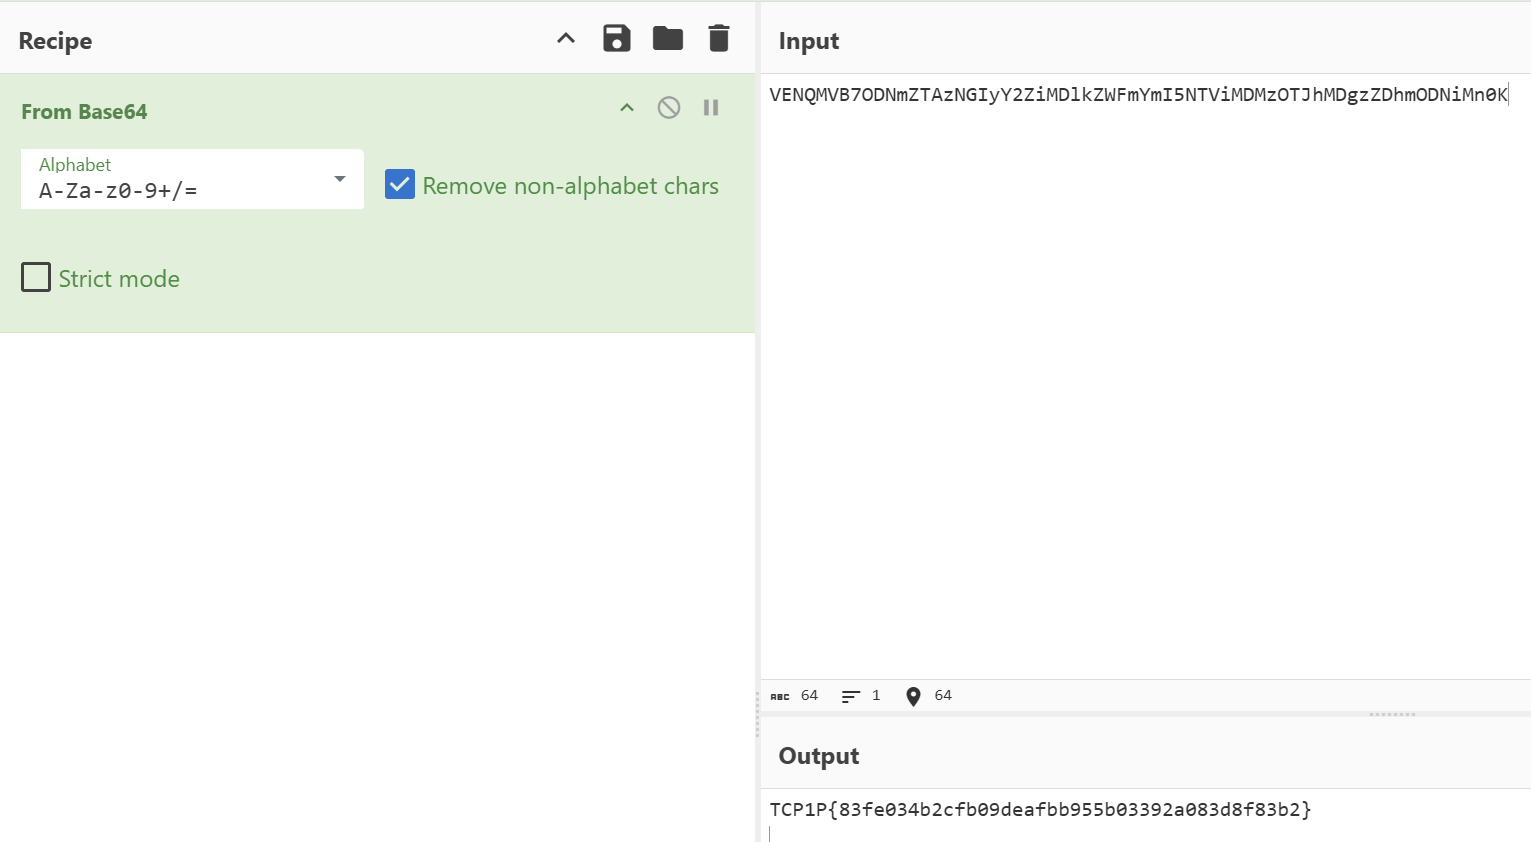 Recipe
From Base64
Alphabet
A-Za-z0-9+/=
Remove non-alphabet chars
Strict mode
Input
VENQMVB7ODNmZTAzNGIyY2ZiMDlkZWFmYmI5NTViMDMzOTJhMDgzZDhmODNiMn0K
ABC 64 1 64
Output
TCP1P{83fe034b2cfb09deafbb955b03392a083d8f83b2}